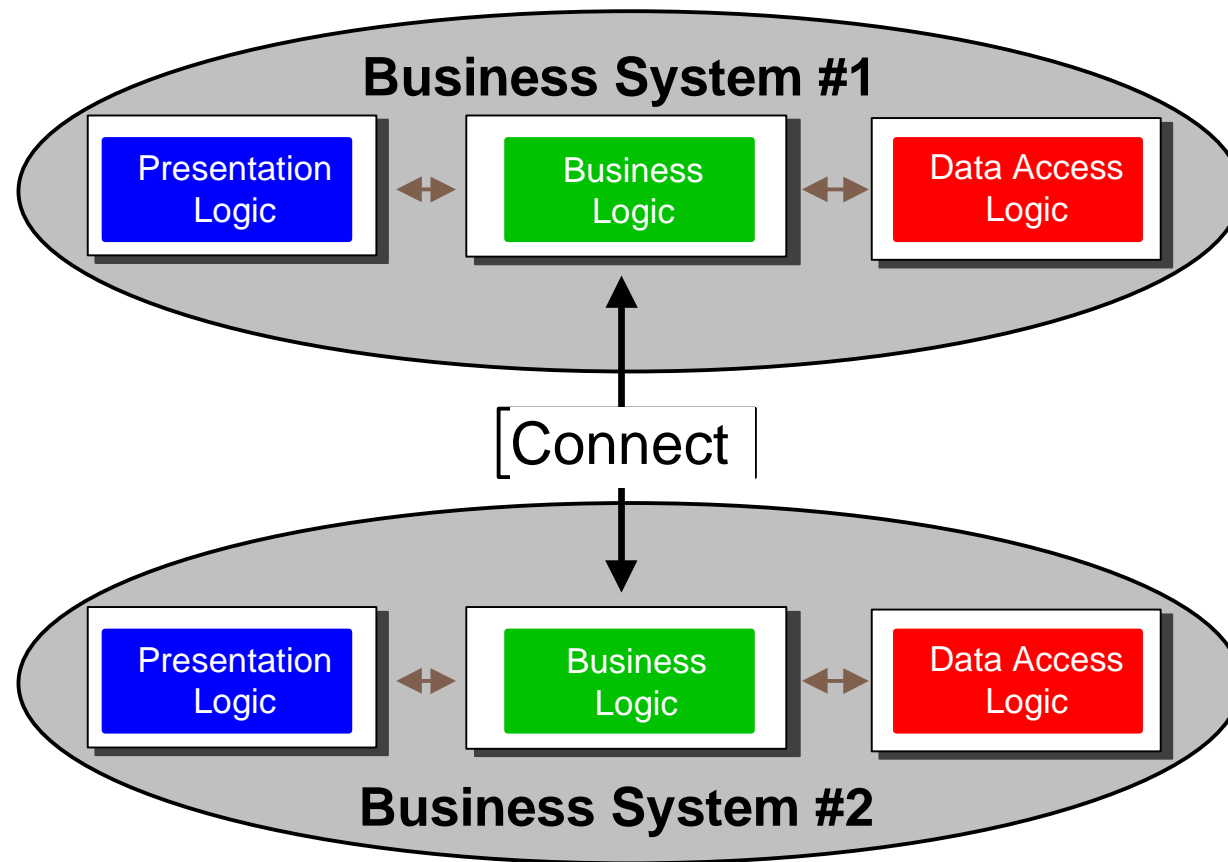 Business System #1
Presentation
Logic
Business
Logic
Data Access
Logic
Connect
Presentation
Logic
Business
Logic
Data Access
Logic
Business System #2